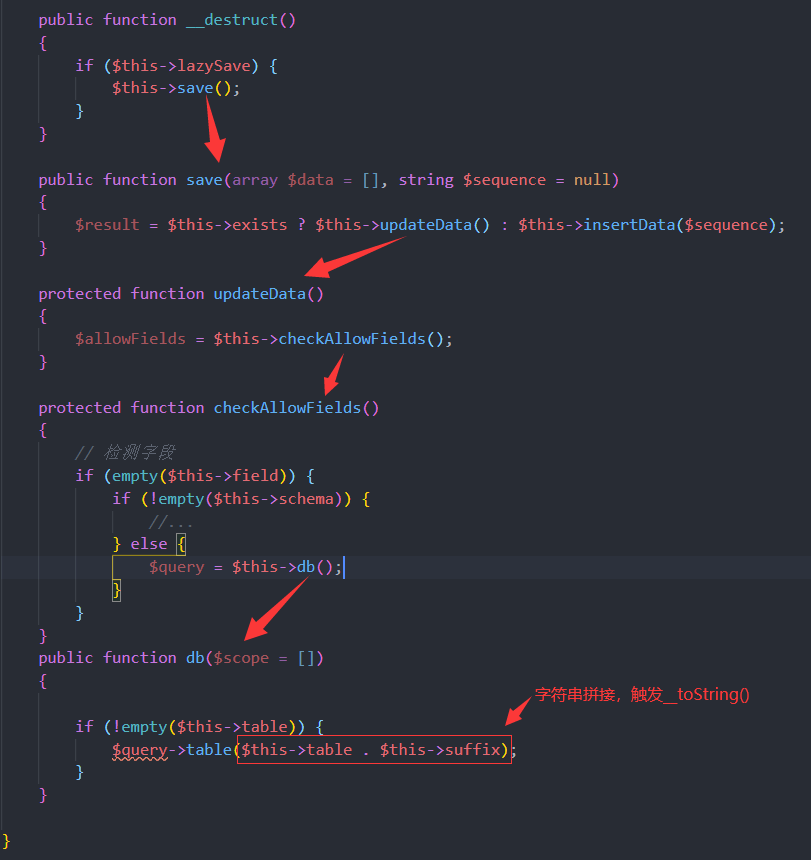 public function __destruct()
{
if ($this->lazySave) {
$this->save();
}
}
public function save(array $data = [], string $sequence = null)
{
$result = $this->exists ? $this->updateData() : $this->insertData($sequence);
}
protected function updateData()
{
$allowFields = $this->checkAllowFields();
}
protected function checkAllowFields()
{
// 检测字段
if (empty($this->field)) {
if (!empty($this->schema)) {
//...
} else {
$query = $this->db();
}
}
}
public function db($scope = [])
{
字符串拼接，触发__toString()
if (!empty($this->table)) {
$query->table($this->table . $this->suffix);
}
}
}